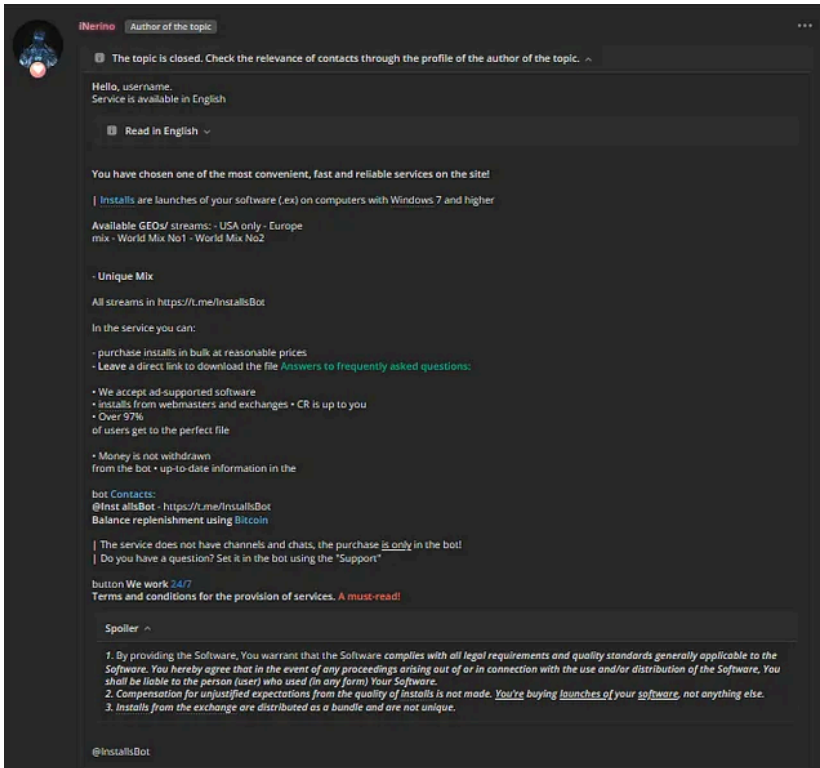 iNerino Author of the topic
The topic is closed. Check the relevance of contacts through the profile of the author of the topic.
Hello, username.
Service is available in English
Read in English
You have chosen one of the most convenient, fast and reliable services on the site!
| Installs are launches of your software (.ex) on computers with Windows 7 and higher
Available GEOs/ streams: - USA only - Europe
mix - World Mix No1 - World Mix No2
- Unique Mix
All streams in https://t.me/InstallsBot
In the service you can:
- purchase installs in bulk at reasonable prices
- Leave a direct link to download the file Answers to frequently asked questions:
• We accept ad-supported software
• installs from webmasters and exchanges • CR is up to you
• Over 97%
of users get to the perfect file
• Money is not withdrawn
from the bot • up-to-date information in the
bot Contacts:
@Inst allsBot - https://t.me/InstallsBot
Balance replenishment using Bitcoin
| The service does not have channels and chats, the purchase is only in the bot!
| Do you have a question? Set it in the bot using the "Support"
button We work 24/7
Terms and conditions for the provision of services. A must-read!
Spoiler
1. By providing the Software, You warrant that the Software complies with all legal requirements and quality standards generally applicable to the
Software. You hereby agree that in the event of any proceedings arising out of or in connection with the use and/or distribution of the Software, You
shall be liable to the person (user) who used (in any form) Your Software.
2. Compensation for unjustified expectations from the quality of installs is not made. You're buying launches of your software, not anything else.
3. Installs from the exchange are distributed as a bundle and are not unique.
@InstallsBot